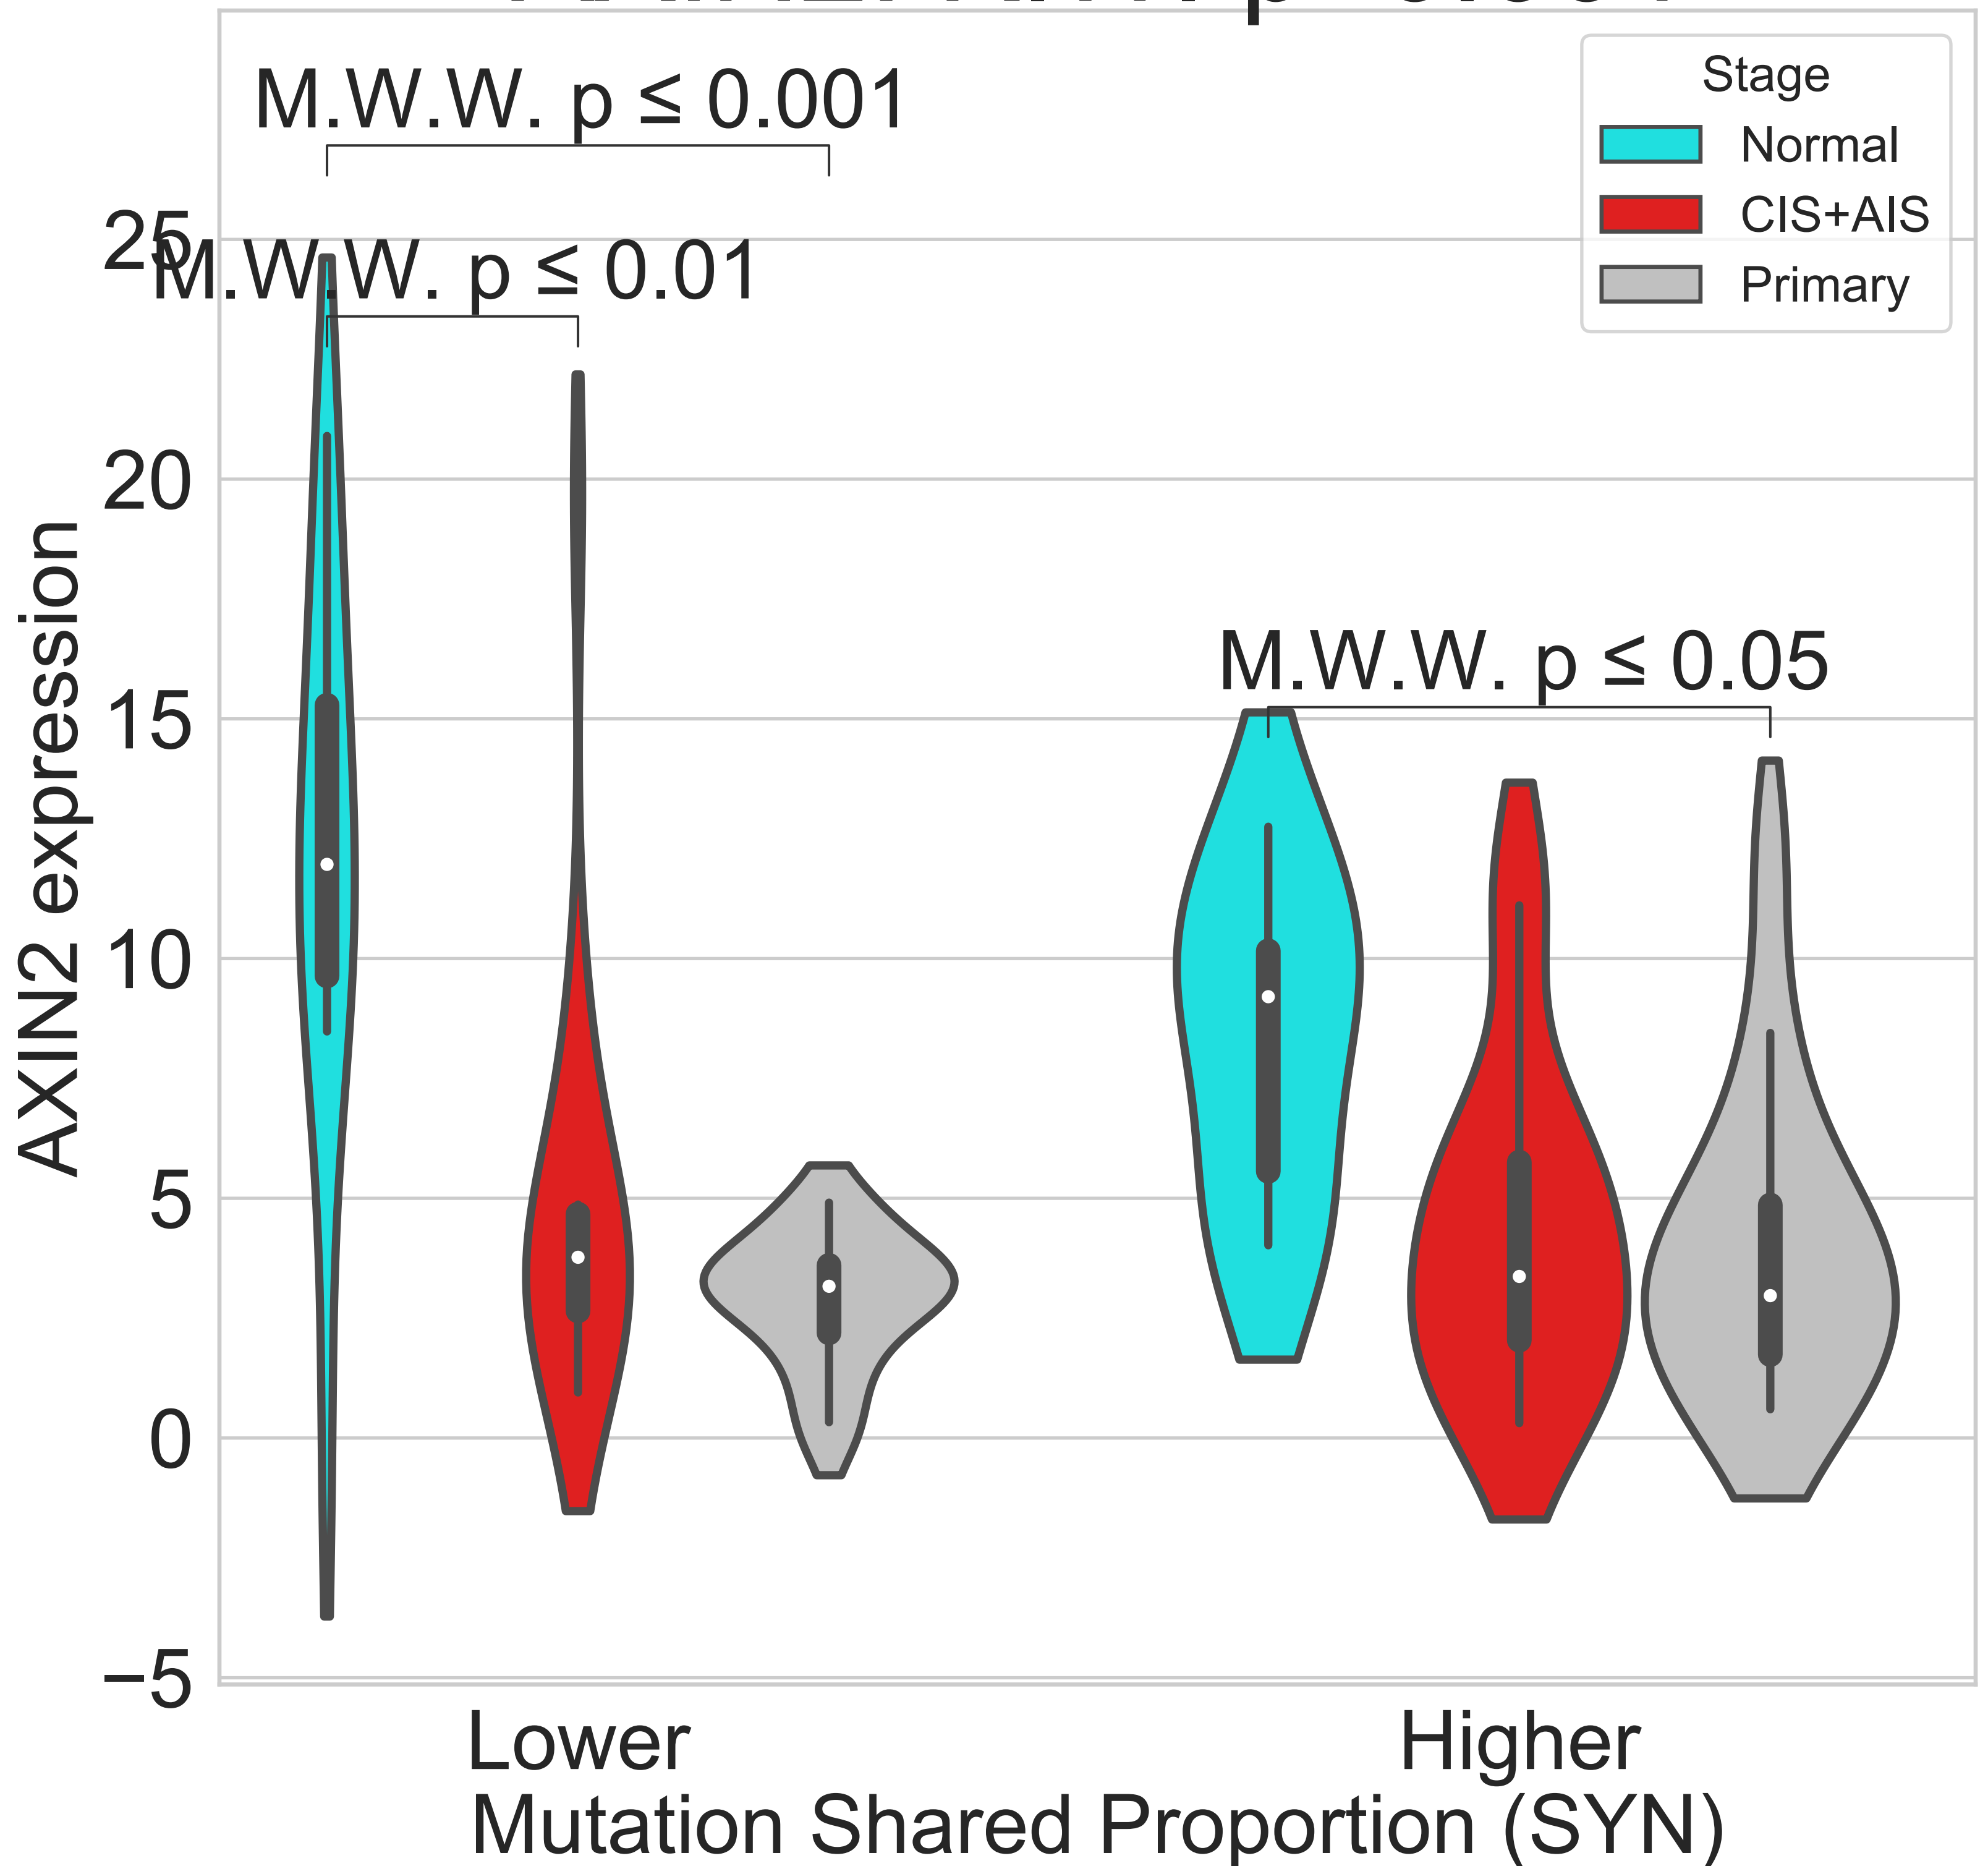 M.W.W. p ≤ 0.001
Stage
Normal
CIS+AIS
Primary
M.W.W. p ≤ 0.01
M.W.W. p ≤ 0.05
AXIN2 expression
25
20
15
10
5
0
−5
Lower
Higher
Mutation Shared Proportion (SYN)